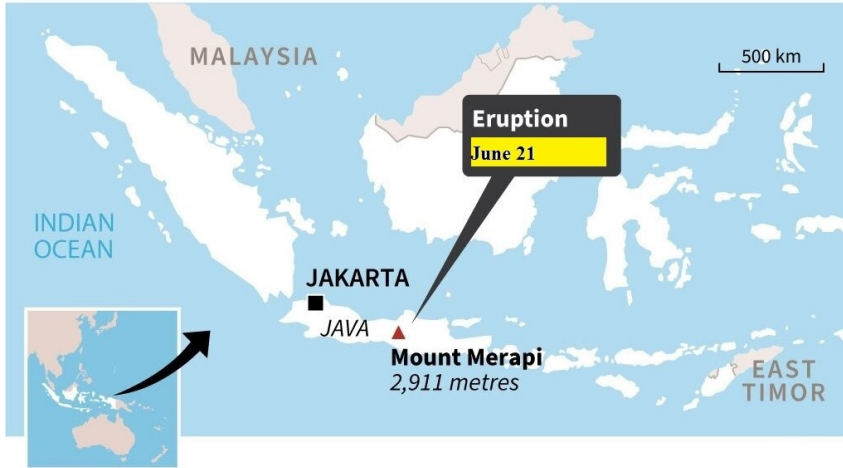 MALAYSIA
500 km
Eruption
June 21
INDIAN
OCEAN
JAKARTA
JAVA
Mount Merapi
2,911 metres
EAST
TIMOR